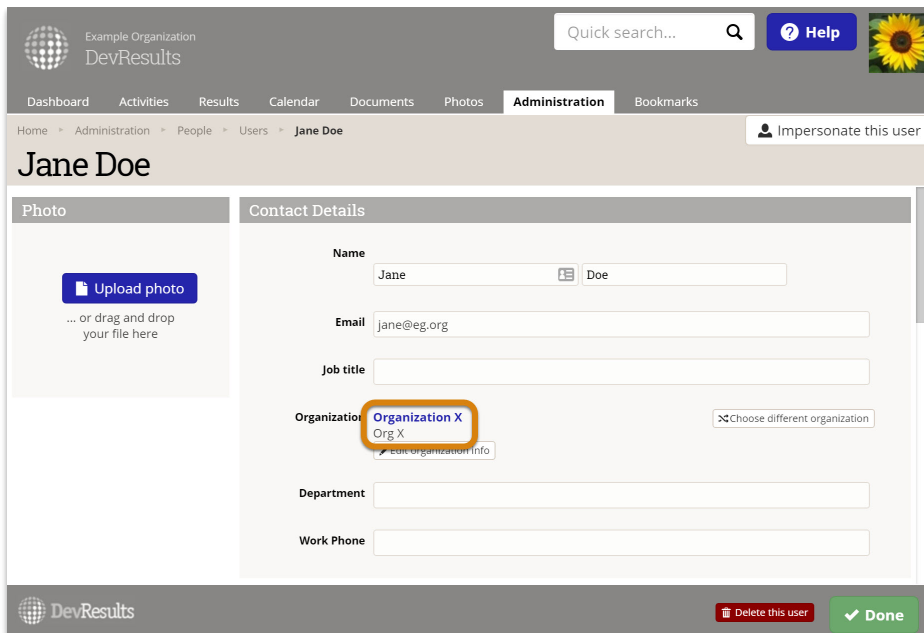 Example Organization
DevResults
Quick search...
Help
Dashboard Activities Results Calendar Documents Photos Administration Bookmarks
Home Administration People Users Jane Doe
Impersonate this user
Jane Doe
Photo
Upload photo
... or drag and drop
your file here
Contact Details
Name
Jane Doe
Email jane@eg.org
Job title
Organization Organization X
Org X
Choose different organization
Edit organization info
Department
Work Phone
DevResults
Delete this user
Done